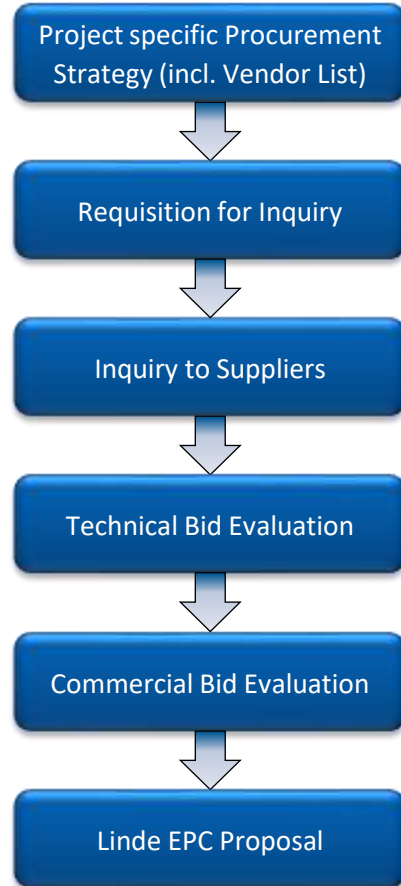 Project specific Procurement
Strategy (incl. Vendor List)
Requisition for Inquiry
Inquiry to Suppliers
Technical Bid Evaluation
Commercial Bid Evaluation
Linde EPC Proposal